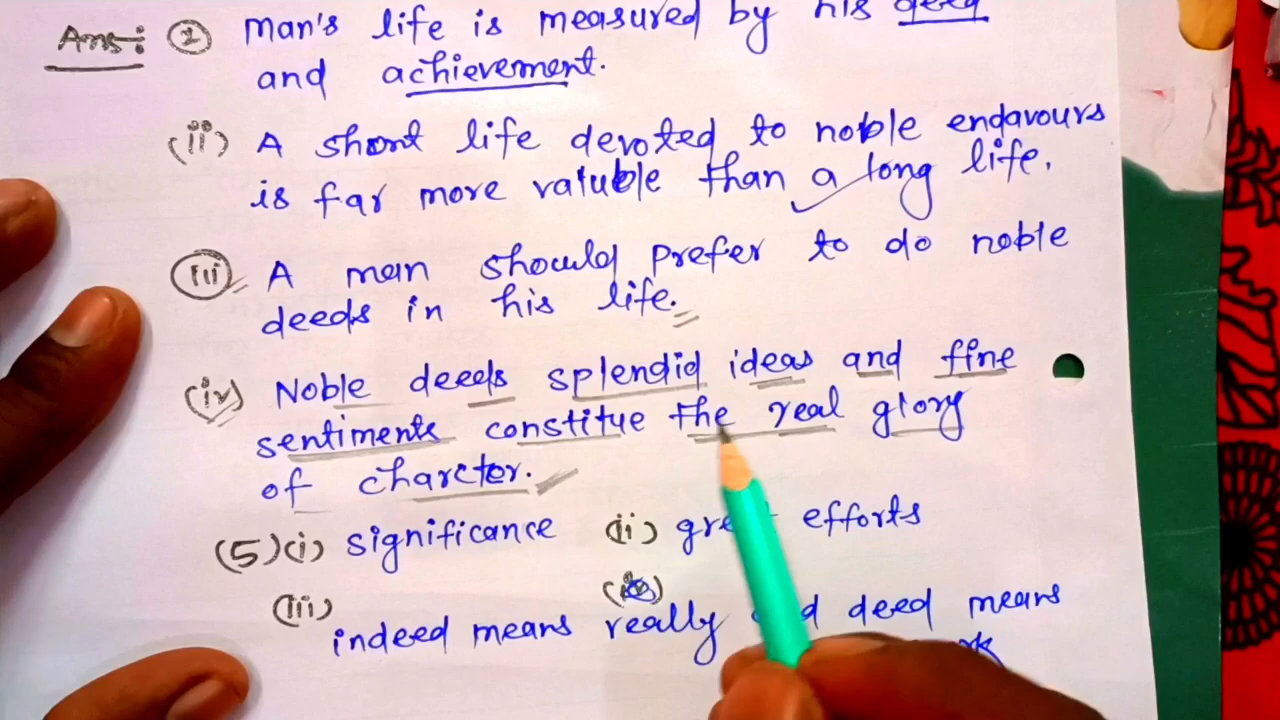 Ans: (i) Man's life is measured by his deed
and achievement.
(ii) A short life devoted to noble endavours
is far more valuble than a long life.
(iii) A man should prefer to do noble
deeds in his life.
(iv) Noble deeds splendid ideas and fine
sentiments constitue the real glory
of charcter.
(5) (i) significance (ii) great efforts
(iii)
indeed means really and deed means